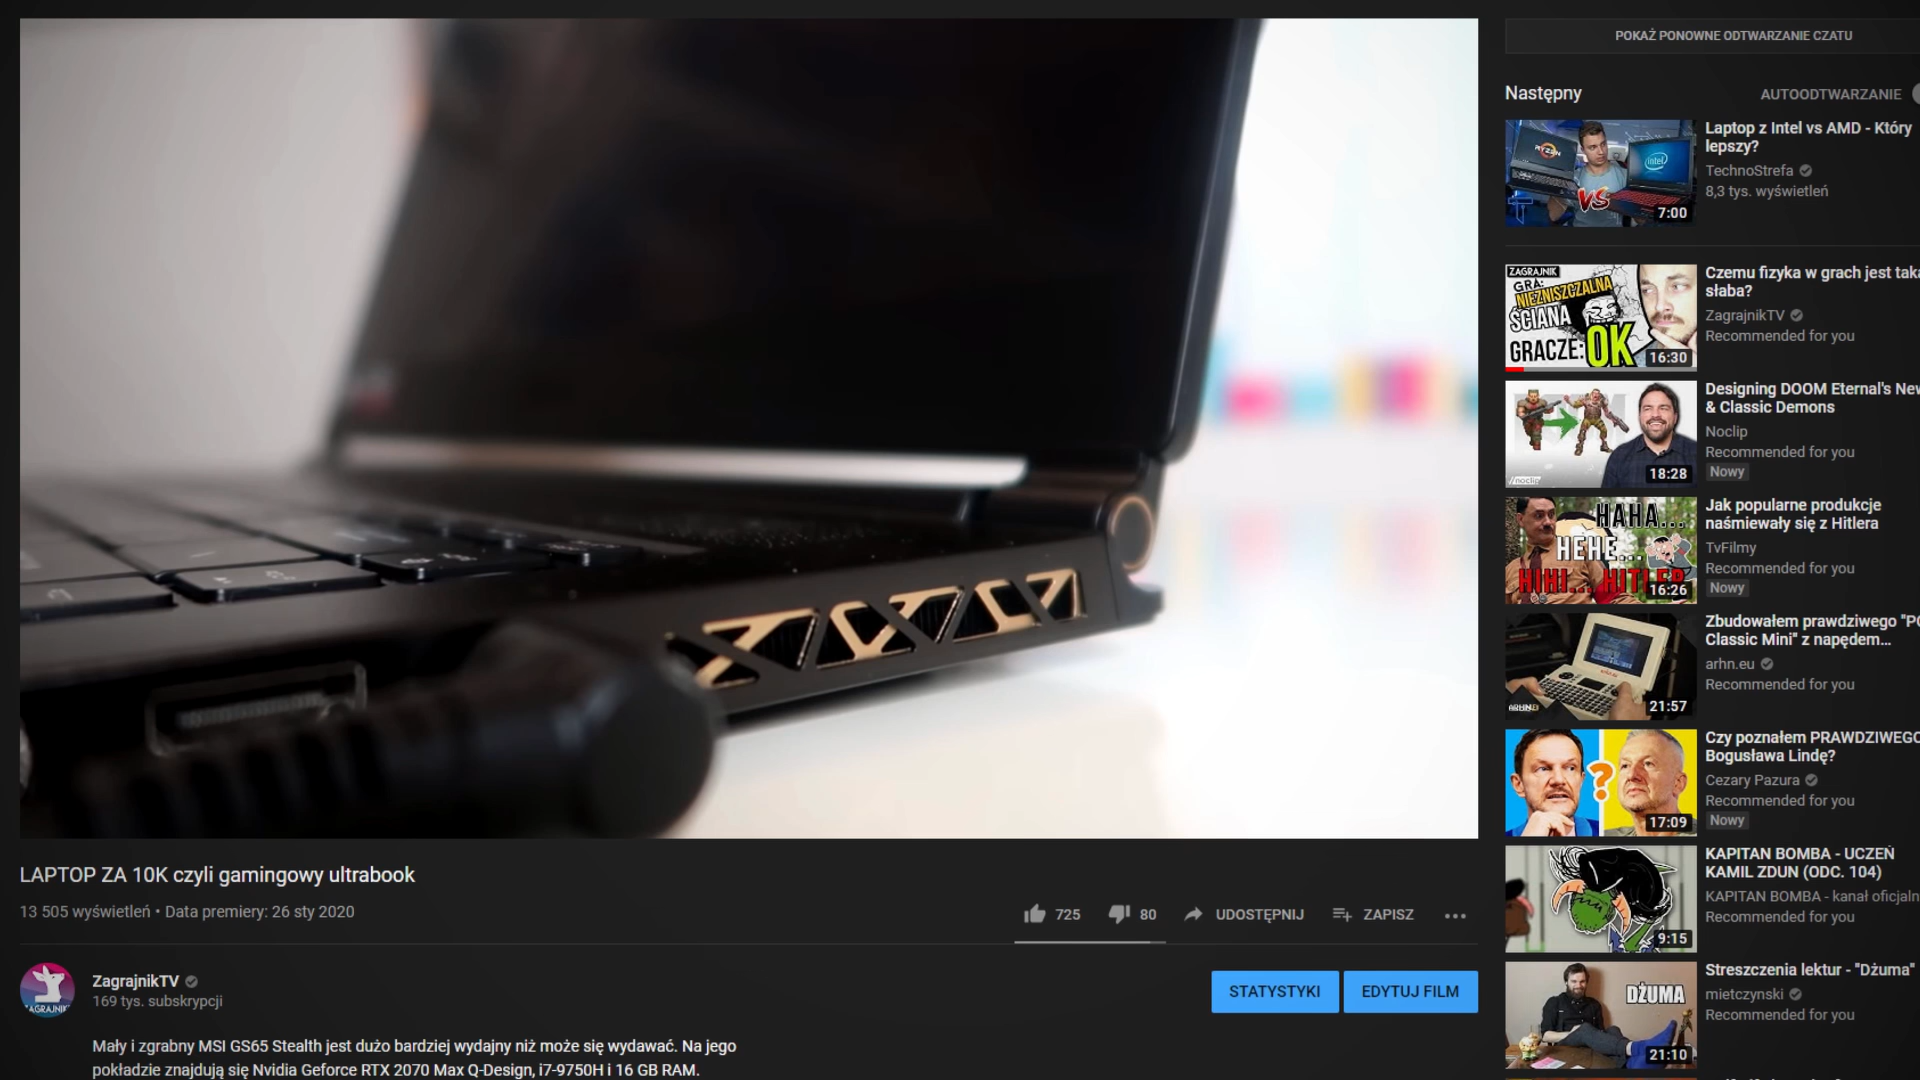 POKAŻ PONOWNE ODTWARZANIE CZATU
Następny
AUTOODTWARZANIE
RYZEN
intel
VS
7:00
Laptop z Intel vs AMD - Który
lepszy?
TechnoStrefa
8,3 tys. wyświetleń
ZAGRAJNIK
GRA:
NIEZNISZCZALNA
ŚCIANA
GRACZE: OK
16:30
Czemu fizyka w grach jest taka
słaba?
ZagrajnikTV
Recommended for you
//noclip
18:28
Designing DOOM Eternal's New
& Classic Demons
Noclip
Recommended for you
Nowy
HAHA...
HEHE...
HIHI... HITLER
16:26
Jak popularne produkcje
naśmiewały się z Hitlera
TvFilmy
Recommended for you
Nowy
ARHN.EU
21:57
Zbudowałem prawdziwego "PC
Classic Mini" z napędem...
arhn.eu
Recommended for you
?
17:09
Czy poznałem PRAWDZIWEGO
Bogusława Lindę?
Cezary Pazura
Recommended for you
Nowy
9:15
KAPITAN BOMBA - UCZEŃ
KAMIL ZDUN (ODC. 104)
KAPITAN BOMBA - kanał oficjaln
Recommended for you
DŻUMA
21:10
Streszczenia lektur - "Dżuma"
mietczynski
Recommended for you
LAPTOP ZA 10K czyli gamingowy ultrabook
13 505 wyświetleń • Data premiery: 26 sty 2020
725
80
UDOSTĘPNIJ
ZAPISZ
ZAGRAJNIK
ZagrajnikTV
169 tys. subskrypcji
STATYSTYKI
EDYTUJ FILM
Mały i zgrabny MSI GS65 Stealth jest dużo bardziej wydajny niż może się wydawać. Na jego
pokładzie znajdują się Nvidia Geforce RTX 2070 Max Q-Design, i7-9750H i 16 GB RAM.